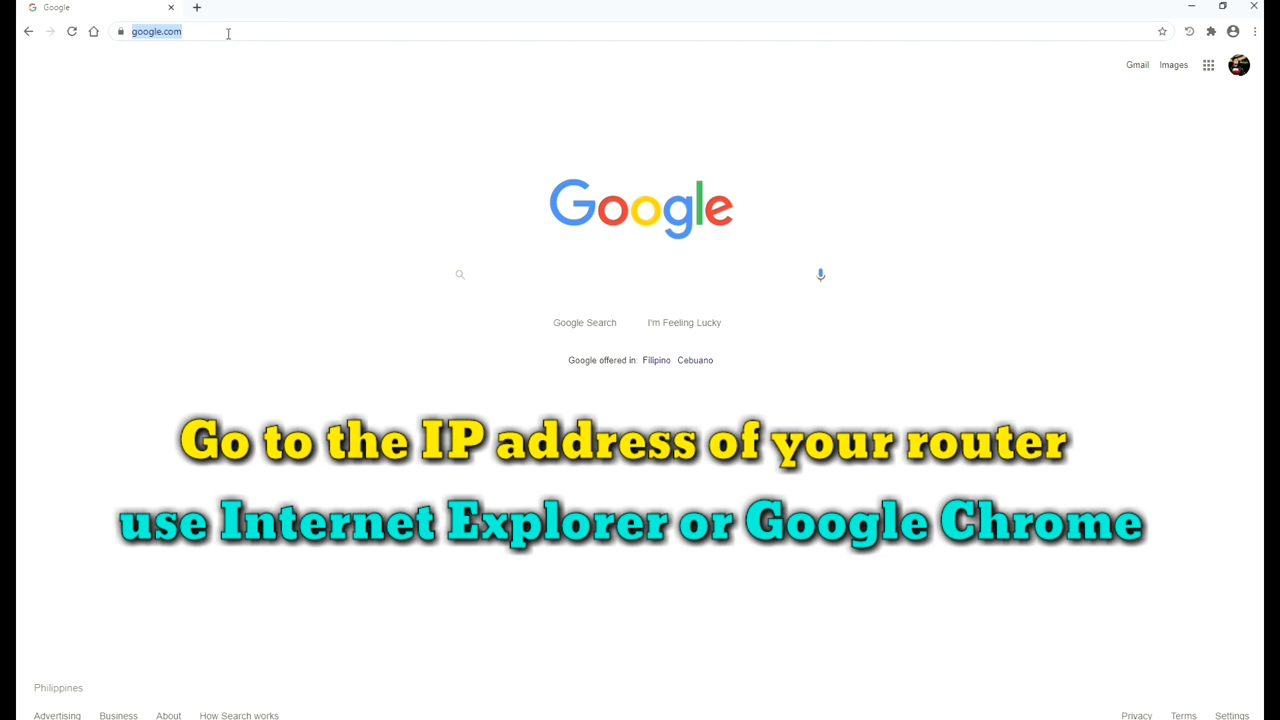 Google
google.com
Gmail Images
Google
Google Search I'm Feeling Lucky
Google offered in: Filipino Cebuano
Go to the IP address of your router
use Internet Explorer or Google Chrome
Philippines
Advertising Business About How Search works Privacy Terms Settings